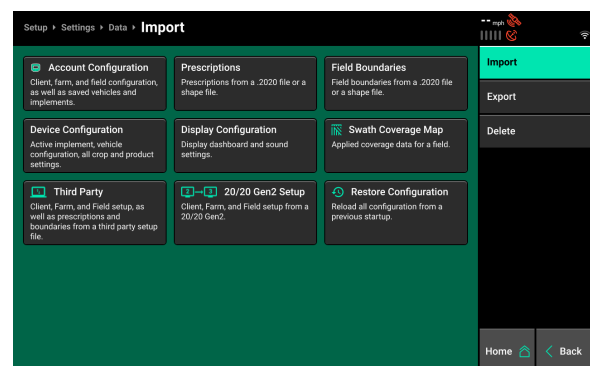 Setup › Settings › Data › Import
-- mph
Import
Export
Delete
Account Configuration
Client, farm, and field configuration,
as well as saved vehicles and
implements.
Prescriptions
Prescriptions from a .2020 file or a
shape file.
Field Boundaries
Field boundaries from a .2020 file
or a shape file.
Device Configuration
Active implement, vehicle
configuration, all crop and product
settings.
Display Configuration
Display dashboard and sound
settings.
Swath Coverage Map
Applied coverage data for a field.
Third Party
Client, Farm, and Field setup, as
well as prescriptions and
boundaries from a third party setup
file.
2→3 20/20 Gen2 Setup
Client, Farm, and Field setup from a
20/20 Gen2.
Restore Configuration
Reload all configuration from a
previous startup.
Home
< Back